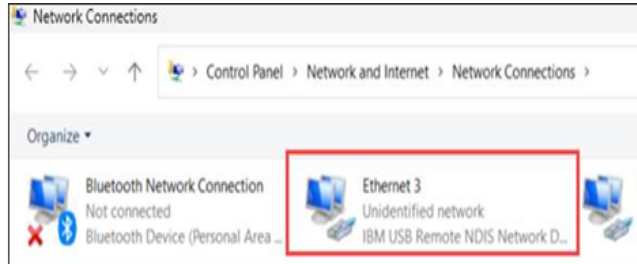 Network Connections
Control Panel > Network and Internet > Network Connections >
Organize
Bluetooth Network Connection
Not connected
Bluetooth Device (Personal Area ...
Ethernet 3
Unidentified network
IBM USB Remote NDIS Network D...